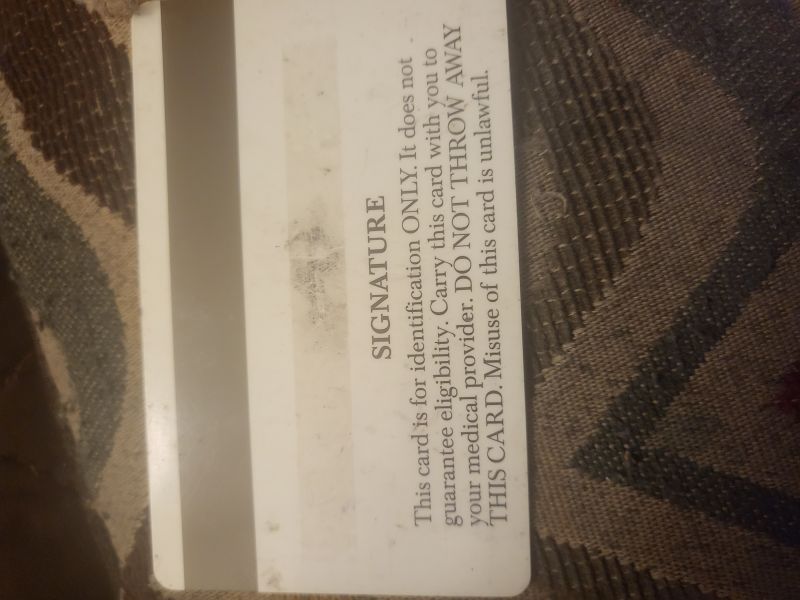 SIGNATURE
This card is for identification ONLY. It does not
guarantee eligibility. Carry this card with you to
your medical provider. DO NOT THROW AWAY
THIS CARD. Misuse of this card is unlawful.